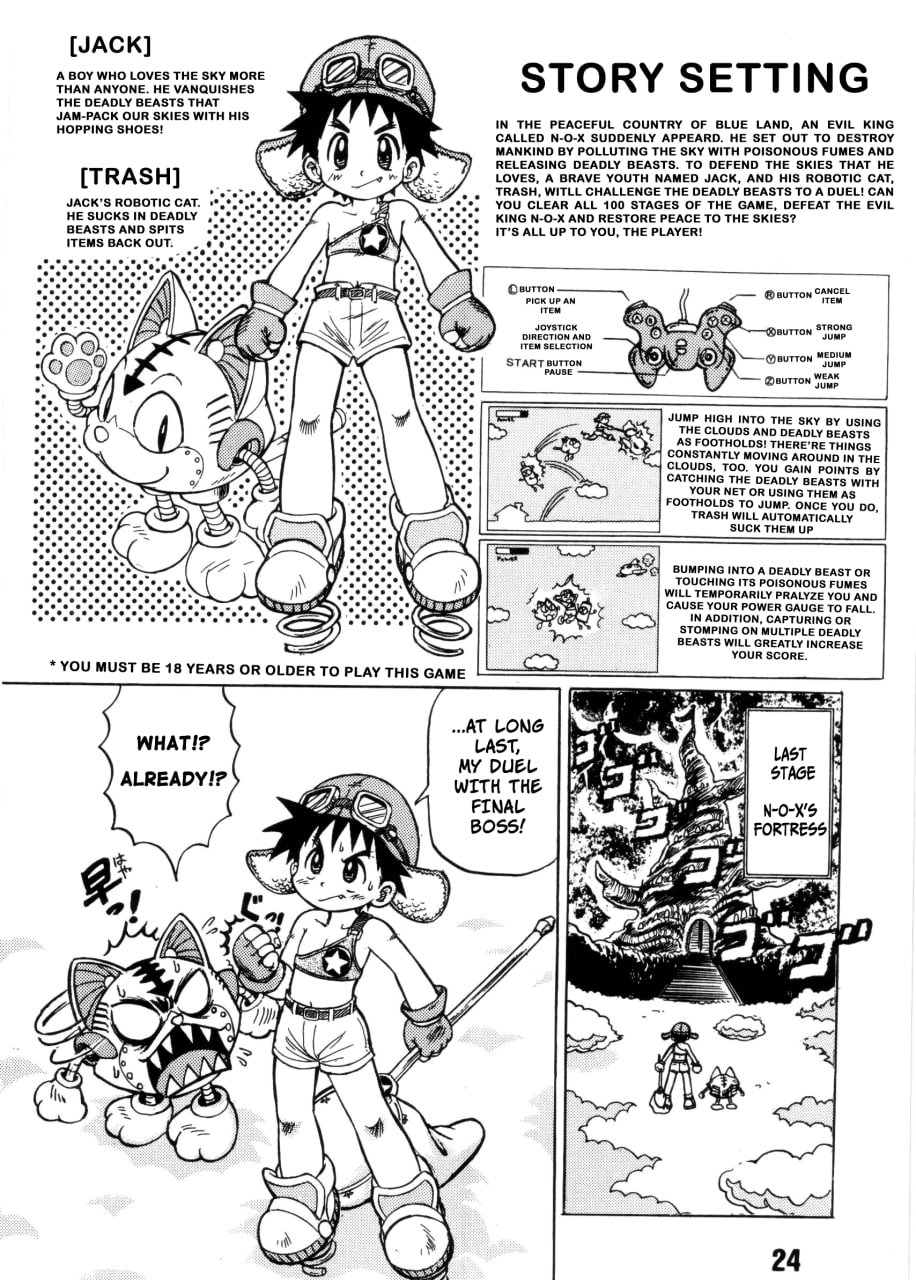 [JACK]
A BOY WHO LOVES THE SKY MORE
THAN ANYONE. HE VANQUISHES
THE DEADLY BEASTS THAT
JAM-PACK OUR SKIES WITH HIS
HOPPING SHOES!
[TRASH]
JACK'S ROBOTIC CAT.
HE SUCKS IN DEADLY
BEASTS AND SPITS
ITEMS BACK OUT.
STORY SETTING
IN THE PEACEFUL COUNTRY OF BLUE LAND, AN EVIL KING
CALLED N-O-X SUDDENLY APPEARD. HE SET OUT TO DESTROY
MANKIND BY POLLUTING THE SKY WITH POISONOUS FUMES AND
RELEASING DEADLY BEASTS. TO DEFEND THE SKIES THAT HE
LOVES, A BRAVE YOUTH NAMED JACK, AND HIS ROBOTIC CAT,
TRASH, WITLL CHALLENGE THE DEADLY BEASTS TO A DUEL! CAN
YOU CLEAR ALL 100 STAGES OF THE GAME, DEFEAT THE EVIL
KING N-O-X AND RESTORE PEACE TO THE SKIES?
IT'S ALL UP TO YOU, THE PLAYER!
L BUTTON
PICK UP AN
ITEM
JOYSTICK
DIRECTION AND
ITEM SELECTION
START BUTTON
PAUSE
R BUTTON CANCEL
ITEM
X BUTTON STRONG
JUMP
Y BUTTON MEDIUM
JUMP
Z BUTTON WEAK
JUMP
POWER
JUMP HIGH INTO THE SKY BY USING
THE CLOUDS AND DEADLY BEASTS
AS FOOTHOLDS! THERE'RE THINGS
CONSTANTLY MOVING AROUND IN THE
CLOUDS, TOO. YOU GAIN POINTS BY
CATCHING THE DEADLY BEASTS WITH
YOUR NET OR USING THEM AS
FOOTHOLDS TO JUMP. ONCE YOU DO,
TRASH WILL AUTOMATICALLY
SUCK THEM UP
POWER
BUMPING INTO A DEADLY BEAST OR
TOUCHING ITS POISONOUS FUMES
WILL TEMPORARILY PRALYZE YOU AND
CAUSE YOUR POWER GAUGE TO FALL.
IN ADDITION, CAPTURING OR
STOMPING ON MULTIPLE DEADLY
BEASTS WILL GREATLY INCREASE
YOUR SCORE.
* YOU MUST BE 18 YEARS OR OLDER TO PLAY THIS GAME
LAST
STAGE
N-O-X'S
FORTRESS
ゴゴゴゴゴゴゴ
...AT LONG
LAST,
MY DUEL
WITH THE
FINAL
BOSS!
WHAT!?
ALREADY!?
早はやっ!
ぐっ!
24